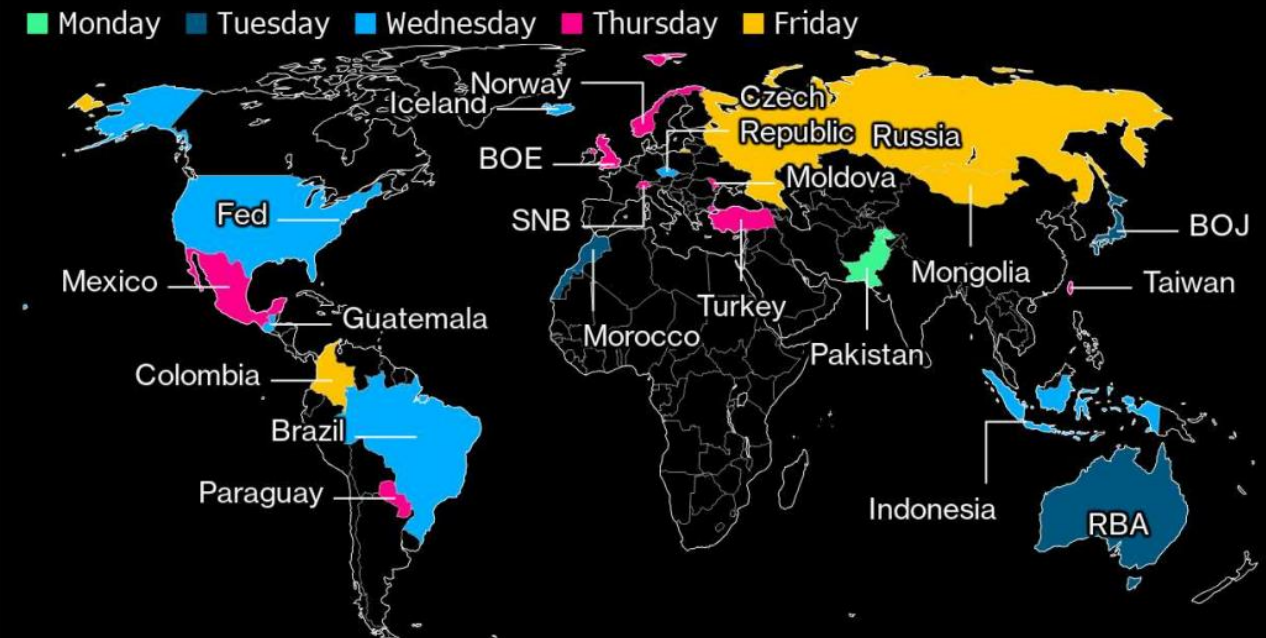 Monday Tuesday Wednesday Thursday Friday
Norway
Iceland
Czech
Republic
Russia
BOE
Moldova
SNB
Fed
BOJ
Mexico
Mongolia
Taiwan
Turkey
Guatemala
Morocco
Pakistan
Colombia
Brazil
Paraguay
Indonesia
RBA